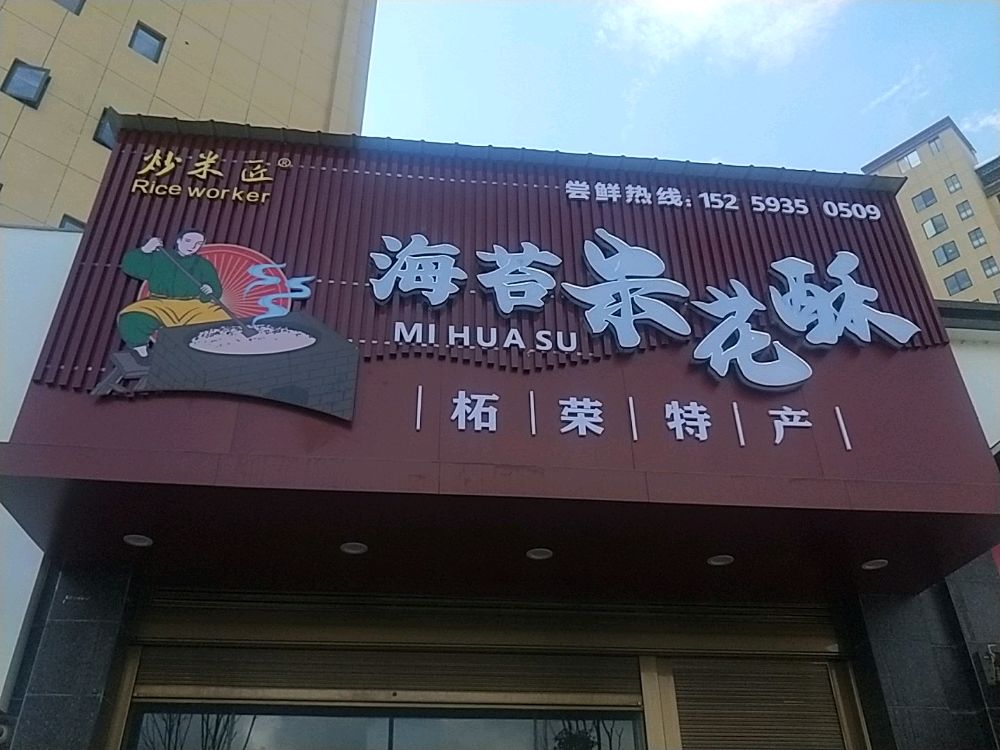 炒米匠®
Rice worker
尝鲜热线:152 5935 0509
海苔米花酥
MI HUA SU
柘荣特产